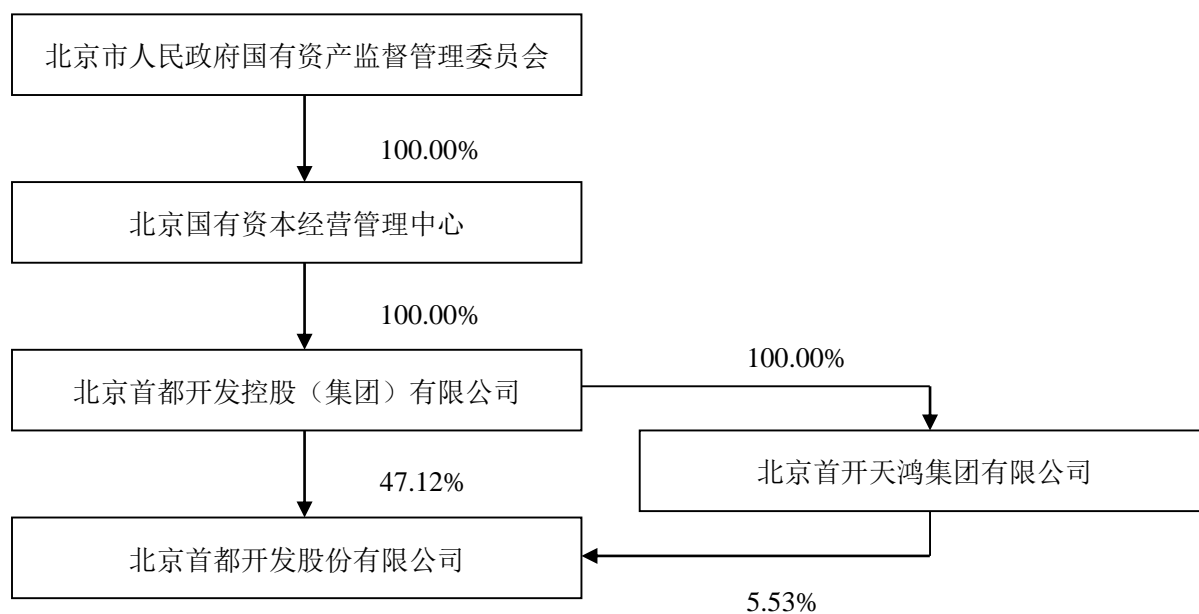 北京市人民政府国有资产监督管理委员会
100.00%
北京国有资本经营管理中心
100.00%
100.00%
北京首都开发控股（集团）有限公司
北京首开天鸿集团有限公司
47.12%
北京首都开发股份有限公司
5.53%